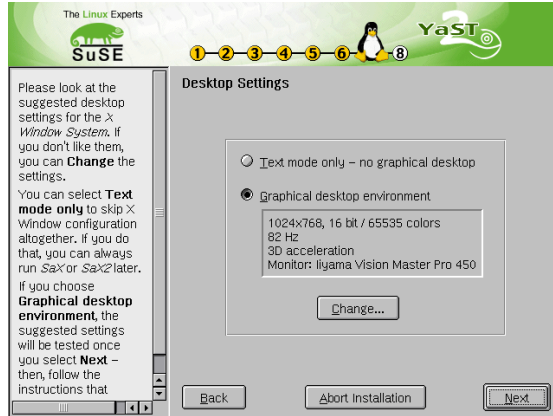 The Linux Experts
SuSE
1 2 3 4 5 6 8
YaST
2
Please look at the
suggested desktop
settings for the X
Window System. If
you don't like them,
you can Change the
settings.
You can select Text
mode only to skip X
Window configuration
altogether. If you do
that, you can always
run SaX or SaX2 later.
If you choose
Graphical desktop
environment, the
suggested settings
will be tested once
you select Next –
then, follow the
instructions that
Desktop Settings
Text mode only – no graphical desktop
Graphical desktop environment
1024x768, 16 bit / 65535 colors
82 Hz
3D acceleration
Monitor: Iiyama Vision Master Pro 450
Change...
Back
Abort Installation
Next